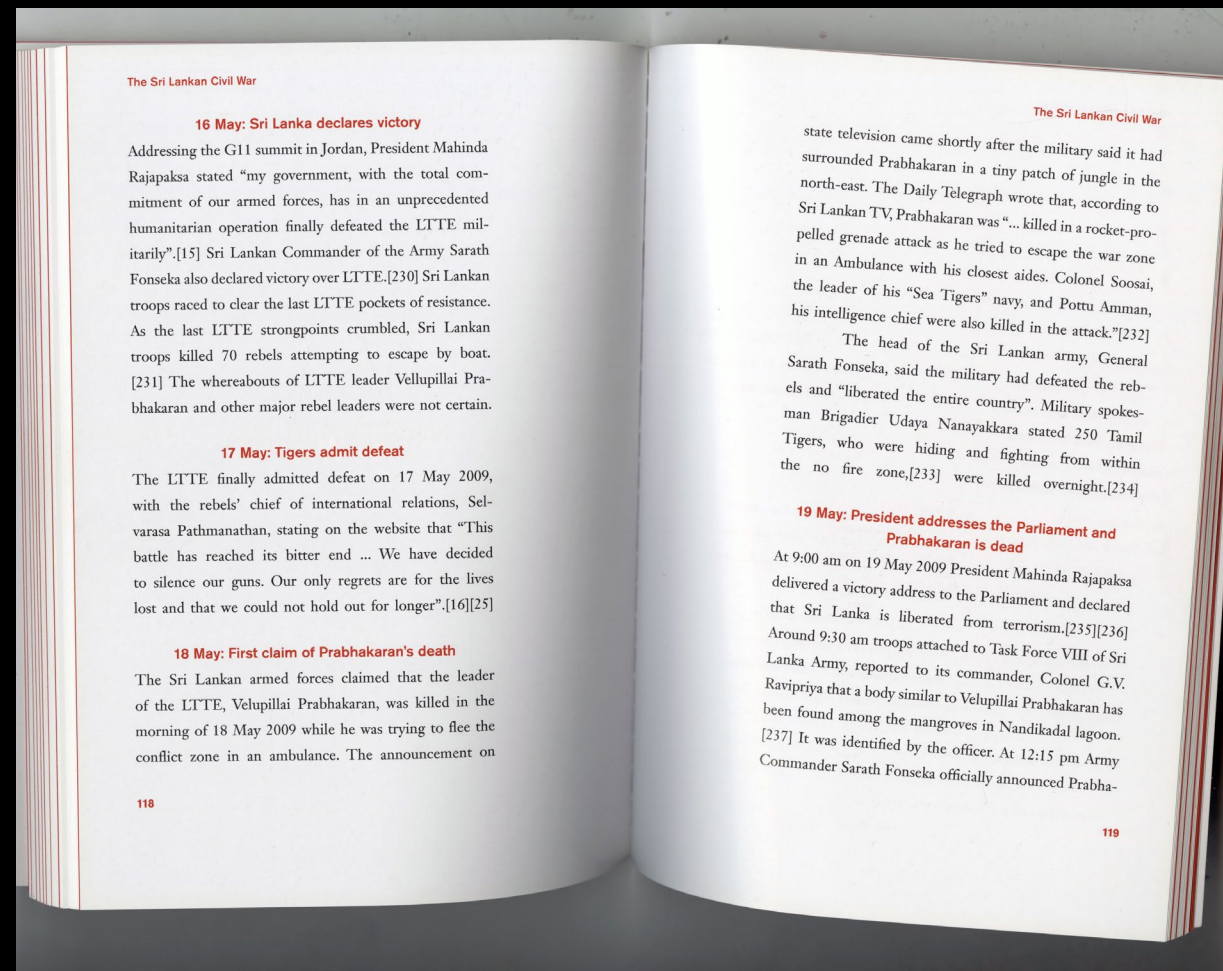 The Sri Lankan Civil War
16 May: Sri Lanka declares victory
Addressing the G11 summit in Jordan, President Mahinda
Rajapaksa stated “my government, with the total com-
mitment of our armed forces, has in an unprecedented
humanitarian operation finally defeated the LTTE mil-
itarily”.[15] Sri Lankan Commander of the Army Sarath
Fonseka also declared victory over LTTE.[230] Sri Lankan
troops raced to clear the last LTTE pockets of resistance.
As the last LTTE strongpoints crumbled, Sri Lankan
troops killed 70 rebels attempting to escape by boat.
[231] The whereabouts of LTTE leader Vellupillai Pra-
bhakaran and other major rebel leaders were not certain.
17 May: Tigers admit defeat
The LTTE finally admitted defeat on 17 May 2009,
with the rebels’ chief of international relations, Sel-
varasa Pathmanathan, stating on the website that “This
battle has reached its bitter end ... We have decided
to silence our guns. Our only regrets are for the lives
lost and that we could not hold out for longer”.[16][25]
18 May: First claim of Prabhakaran’s death
The Sri Lankan armed forces claimed that the leader
of the LTTE, Velupillai Prabhakaran, was killed in the
morning of 18 May 2009 while he was trying to flee the
conflict zone in an ambulance. The announcement on
118
The Sri Lankan Civil War
state television came shortly after the military said it had
surrounded Prabhakaran in a tiny patch of jungle in the
north-east. The Daily Telegraph wrote that, according to
Sri Lankan TV, Prabhakaran was “... killed in a rocket-pro-
pelled grenade attack as he tried to escape the war zone
in an Ambulance with his closest aides. Colonel Soosai,
the leader of his “Sea Tigers” navy, and Pottu Amman,
his intelligence chief were also killed in the attack.”[232]
The head of the Sri Lankan army, General
Sarath Fonseka, said the military had defeated the reb-
els and “liberated the entire country”. Military spokes-
man Brigadier Udaya Nanayakkara stated 250 Tamil
Tigers, who were hiding and fighting from within
the no fire zone,[233] were killed overnight.[234]
19 May: President addresses the Parliament and
Prabhakaran is dead
At 9:00 am on 19 May 2009 President Mahinda Rajapaksa
delivered a victory address to the Parliament and declared
that Sri Lanka is liberated from terrorism.[235][236]
Around 9:30 am troops attached to Task Force VIII of Sri
Lanka Army, reported to its commander, Colonel G.V.
Ravipriya that a body similar to Velupillai Prabhakaran has
been found among the mangroves in Nandikadal lagoon.
[237] It was identified by the officer. At 12:15 pm Army
Commander Sarath Fonseka officially announced Prabha-
119